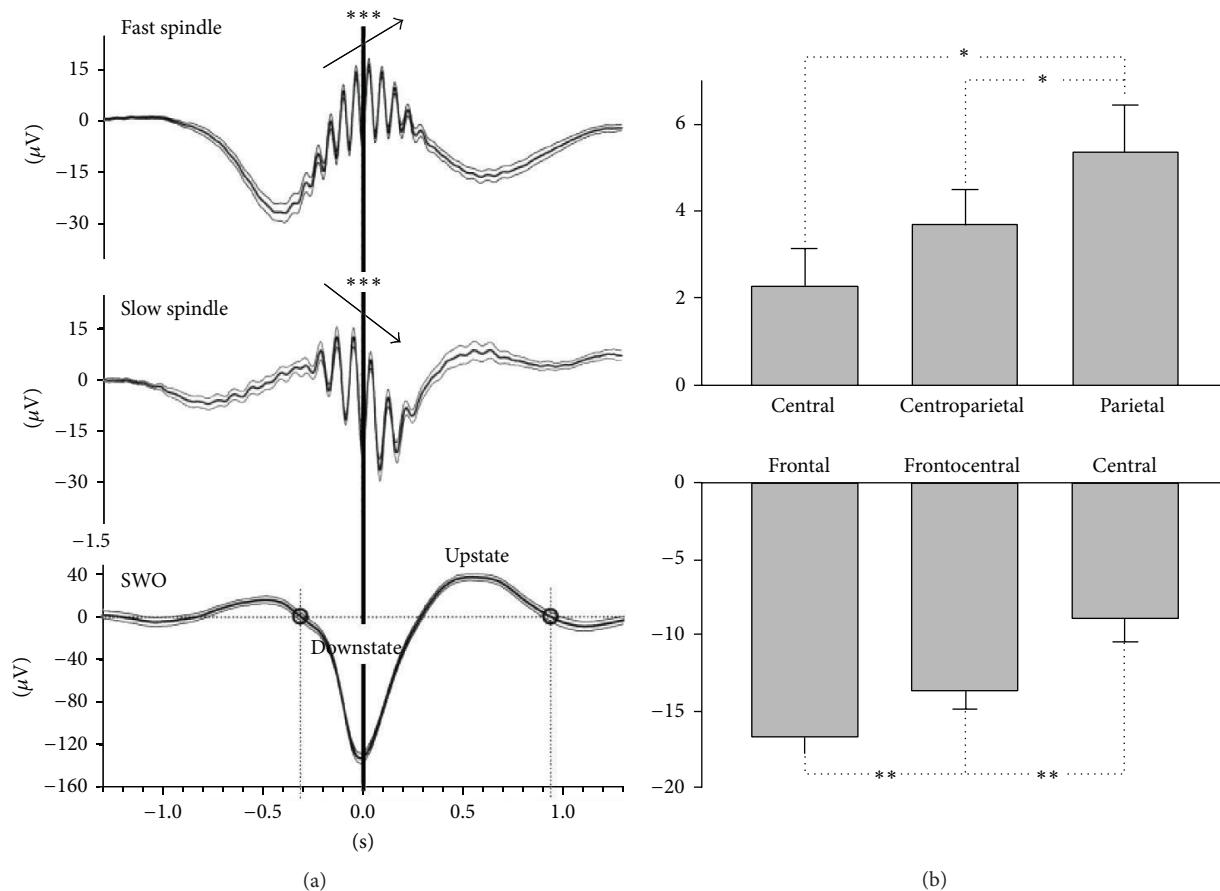 Fast spindle
***
15
0
−15
−30
(μV)
Slow spindle
***
15
0
−15
−30
−1.5
(μV)
SWO
Upstate
Downstate
40
0
−40
−80
−120
−160
(μV)
−1.0 −0.5 0.0 0.5 1.0
(s)
(a)
*
*
6
4
2
0
Central Centroparietal Parietal
Frontal Frontocentral Central
0
−5
−10
−15
−20
** **
(b)